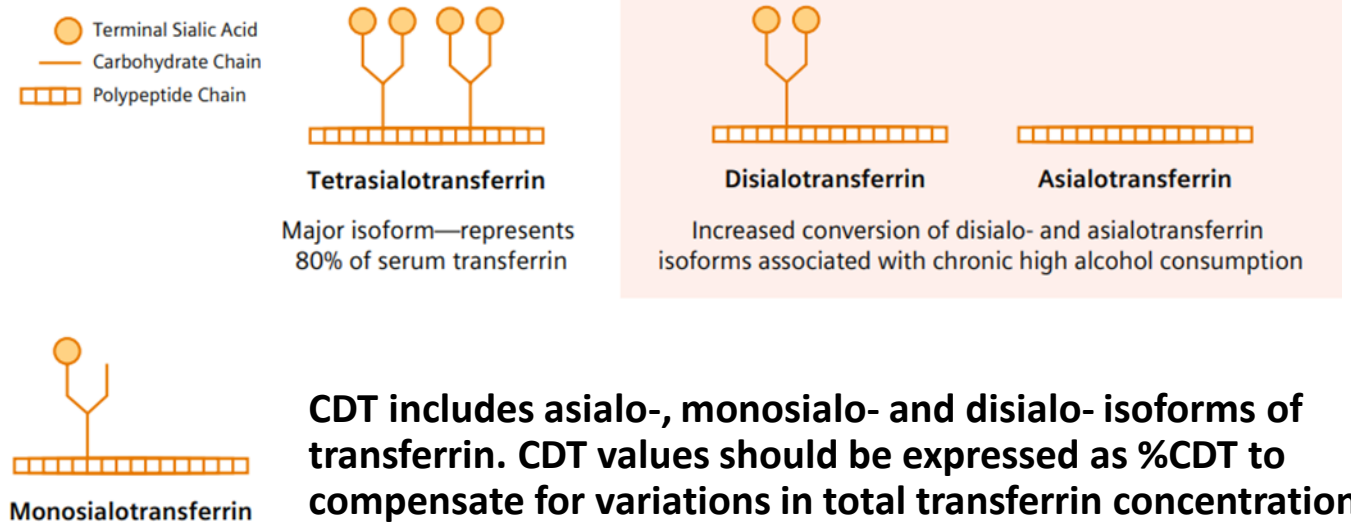 Terminal Sialic Acid
Carbohydrate Chain
Polypeptide Chain
Tetrasialotransferrin
Major isoform—represents
80% of serum transferrin
Disialotransferrin
Asialotransferrin
Increased conversion of disialo- and asialotransferrin
isoforms associated with chronic high alcohol consumption
Monosialotransferrin
CDT includes asialo-, monosialo- and disialo- isoforms of
transferrin. CDT values should be expressed as %CDT to
compensate for variations in total transferrin concentration